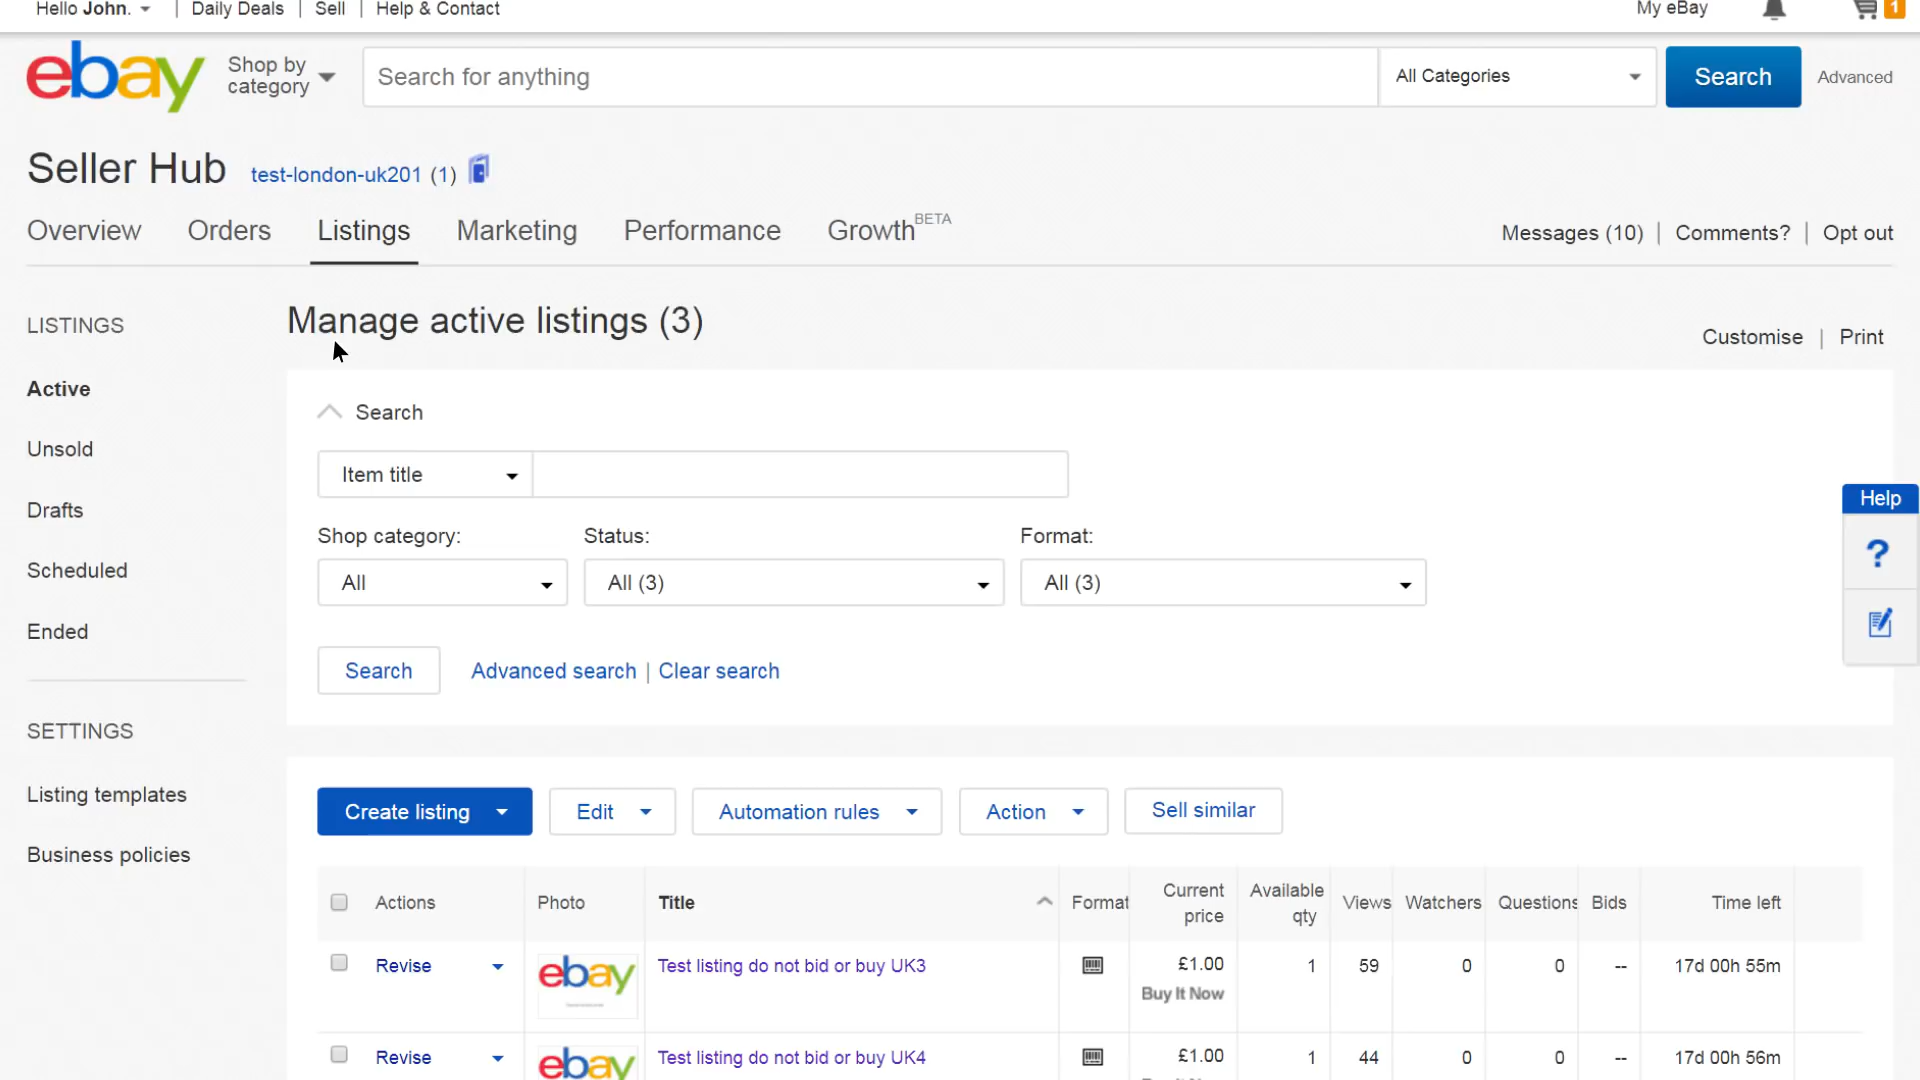 Hello John. Daily Deals | Sell | Help & Contact My eBay 1
ebay Shop by category Search for anything All Categories Search Advanced
Seller Hub test-london-uk201 (1)
Overview Orders Listings Marketing Performance Growth BETA Messages (10) | Comments? | Opt out
LISTINGS
Manage active listings (3)
Customise | Print
Active
Search
Unsold
Item title
Drafts
Help
?
Shop category: Status: Format:
Scheduled
All All (3) All (3)
Ended
Search Advanced search | Clear search
SETTINGS
Listing templates
Create listing Edit Automation rules Action Sell similar
Business policies
Actions Photo Title Format Current price Available qty Views Watchers Questions Bids Time left
Revise ebay Test listing do not bid or buy UK3 £1.00 1 59 0 0 -- 17d 00h 55m
Buy It Now
Revise ebay Test listing do not bid or buy UK4 £1.00 1 44 0 0 -- 17d 00h 56m